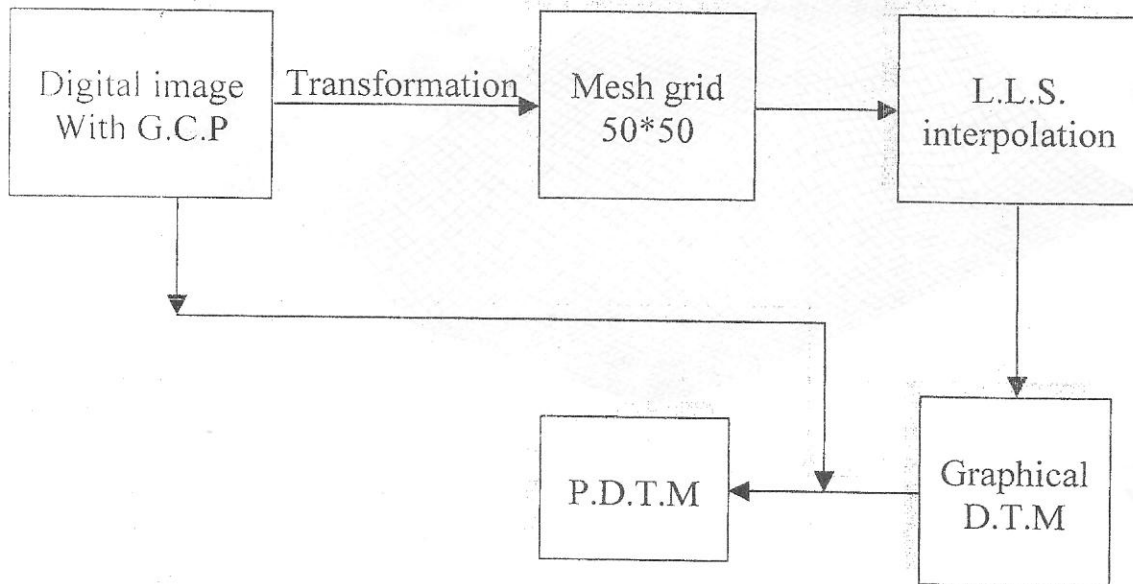 Digital image
With G.C.P
Transformation
Mesh grid
50*50
L.L.S.
interpolation
P.D.T.M
Graphical
D.T.M